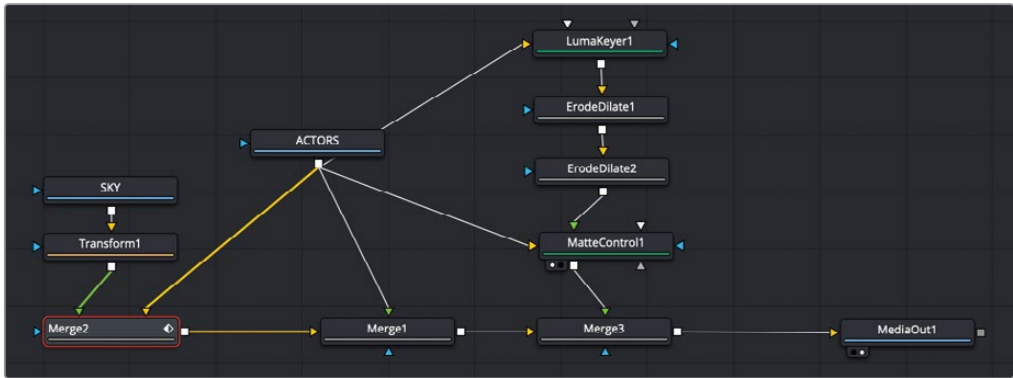 LumaKeyer1
ErodeDilate1
ACTORS
ErodeDilate2
SKY
Transform1
MatteControl1
Merge2
Merge1
Merge3
MediaOut1